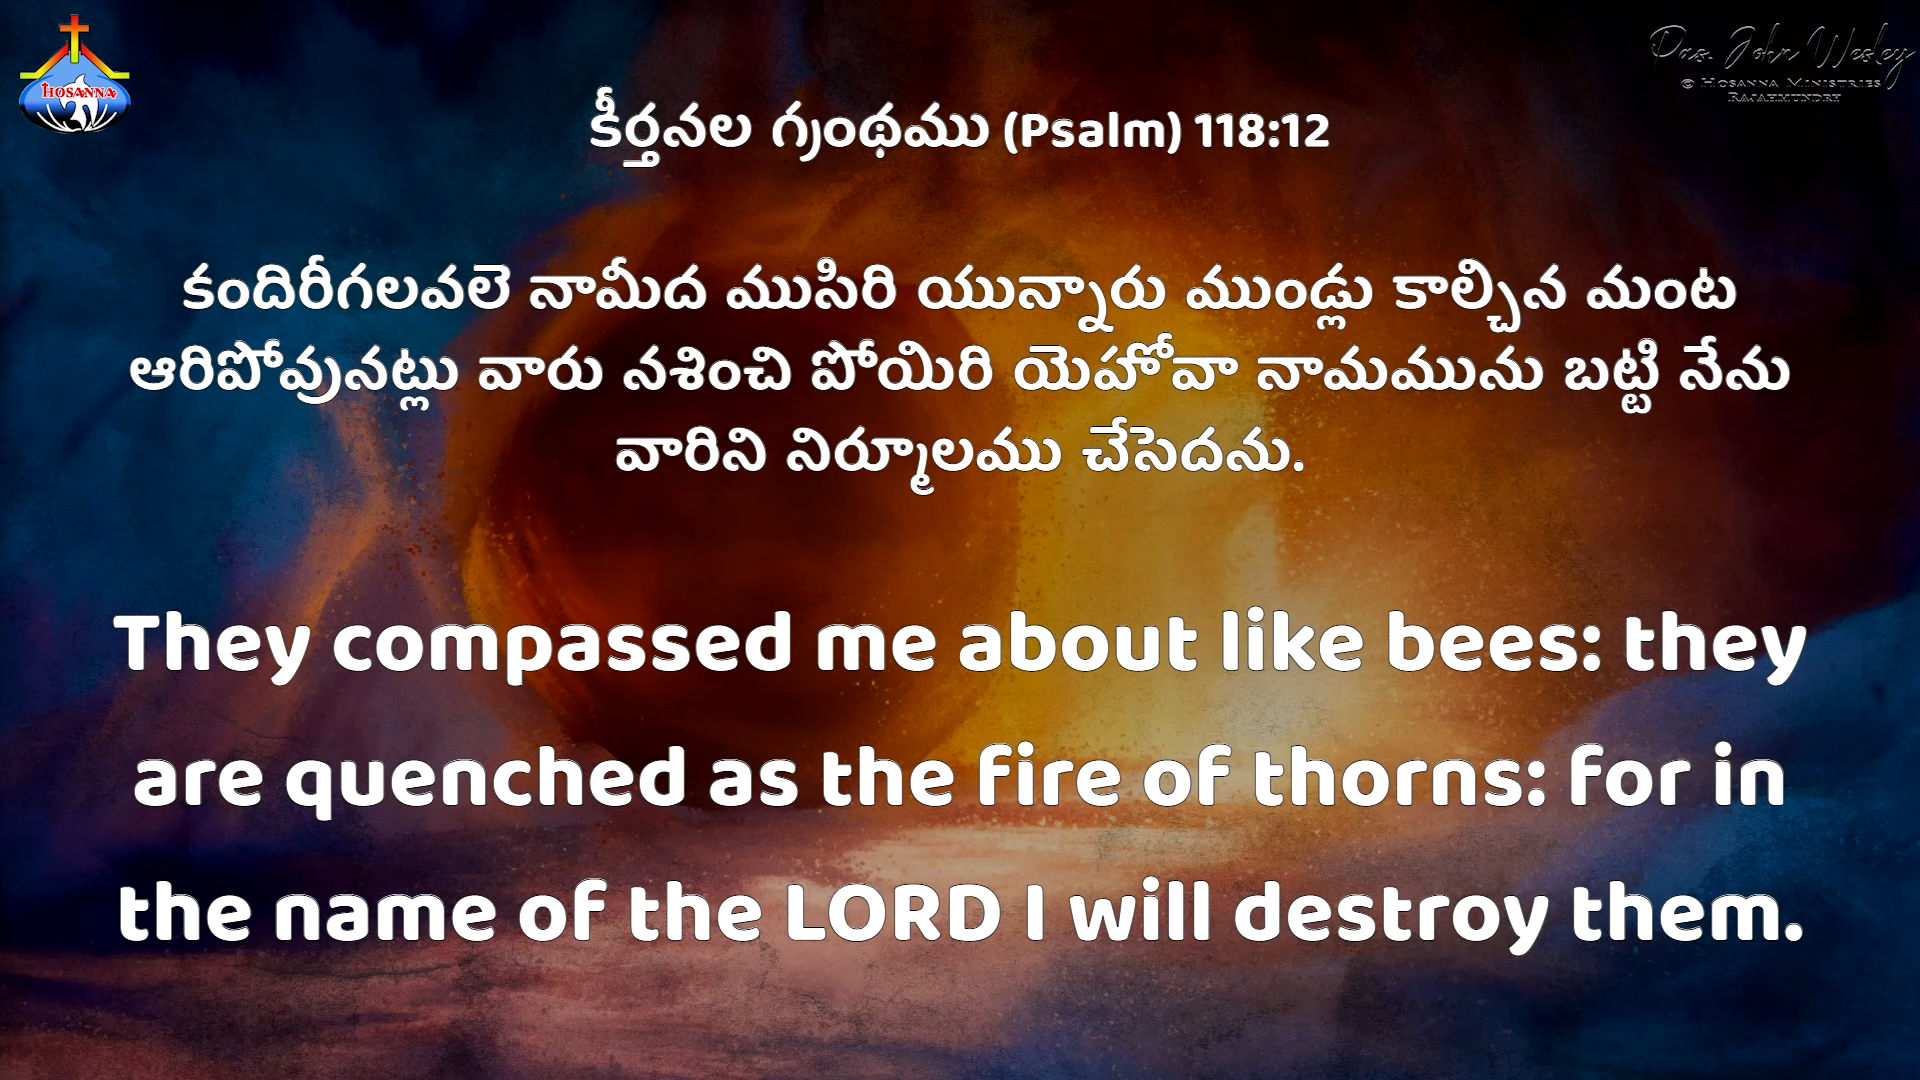 HOSANNA
Pas. John Wesley
© HOSANNA MINISTRIES
RAJAHMUNDRY
కీర్తనల గ్రంథము (Psalm) 118:12
కందిరీగలవలె నామీద ముసిరి యున్నారు ముండ్లు కాల్చిన మంట
ఆరిపోవునట్లు వారు నశించి పోయిరి యెహోవా నామమును బట్టి నేను
వారిని నిర్మూలము చేసెదను.
They compassed me about like bees: they
are quenched as the fire of thorns: for in
the name of the LORD I will destroy them.